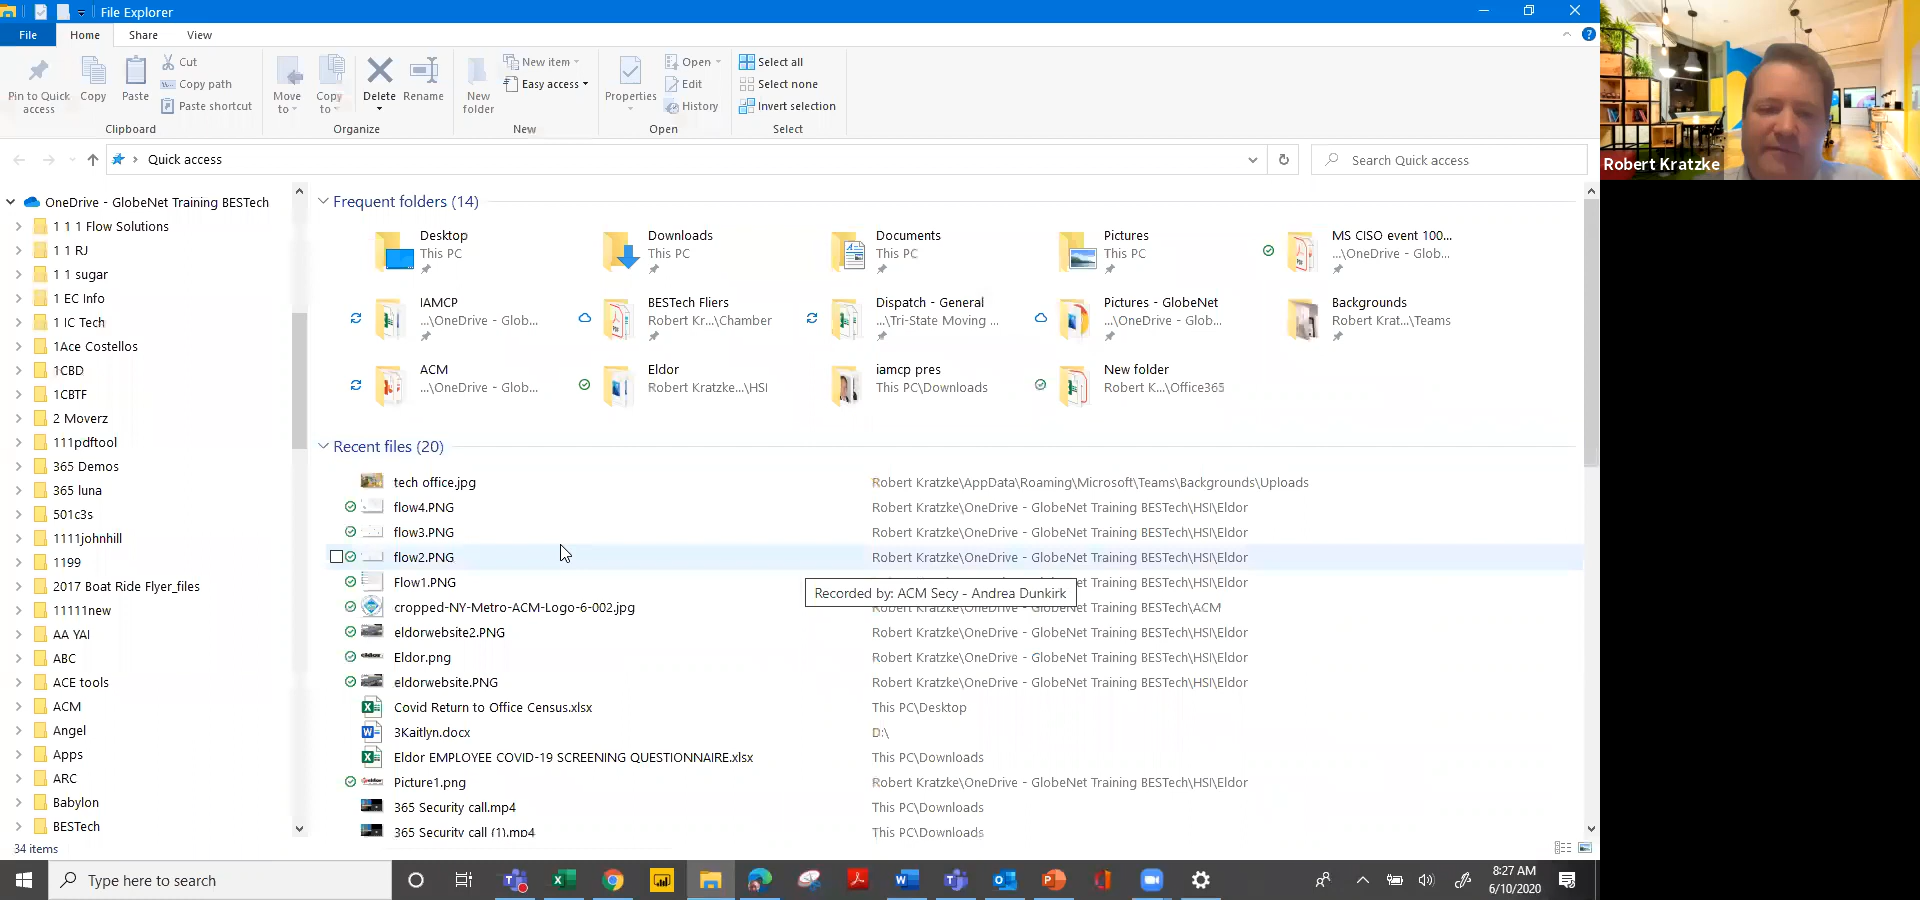 File Explorer
File Home Share View
Pin to Quick access
Copy
Paste
Cut
Copy path
Paste shortcut
Clipboard
Move to
Copy to
Delete
Rename
Organize
New folder
New item
Easy access
New
Properties
Open
Edit
History
Open
Select all
Select none
Invert selection
Select
Quick access
Search Quick access
Robert Kratzke
OneDrive - GlobeNet Training BESTech
1 1 1 Flow Solutions
1 1 RJ
1 1 sugar
1 EC Info
1 IC Tech
1Ace Costellos
1CBD
1CBTF
2 Moverz
111pdftool
365 Demos
365 luna
501c3s
1111johnhill
1199
2017 Boat Ride Flyer_files
11111new
AA YAI
ABC
ACE tools
ACM
Angel
Apps
ARC
Babylon
BESTech
34 items
Frequent folders (14)
Desktop
This PC
Downloads
This PC
Documents
This PC
Pictures
This PC
MS CISO event 100...
...\OneDrive - Glob...
IAMCP
...\OneDrive - Glob...
BESTech Fliers
Robert Kr...\Chamber
Dispatch - General
...\Tri-State Moving ...
Pictures - GlobeNet
...\OneDrive - Glob...
Backgrounds
Robert Krat...\Teams
ACM
...\OneDrive - Glob...
Eldor
Robert Kratzke...\HSI
iamcp pres
This PC\Downloads
New folder
Robert K...\Office365
Recent files (20)
tech office.jpg Robert Kratzke\AppData\Roaming\Microsoft\Teams\Backgrounds\Uploads
flow4.PNG Robert Kratzke\OneDrive - GlobeNet Training BESTech\HSI\Eldor
flow3.PNG Robert Kratzke\OneDrive - GlobeNet Training BESTech\HSI\Eldor
flow2.PNG Robert Kratzke\OneDrive - GlobeNet Training BESTech\HSI\Eldor
Flow1.PNG Robert Kratzke\OneDrive - GlobeNet Training BESTech\HSI\Eldor
Recorded by: ACM Secy - Andrea Dunkirk
cropped-NY-Metro-ACM-Logo-6-002.jpg Robert Kratzke\OneDrive - GlobeNet Training BESTech\ACM
eldorwebsite2.PNG Robert Kratzke\OneDrive - GlobeNet Training BESTech\HSI\Eldor
Eldor.png Robert Kratzke\OneDrive - GlobeNet Training BESTech\HSI\Eldor
eldorwebsite.PNG Robert Kratzke\OneDrive - GlobeNet Training BESTech\HSI\Eldor
Covid Return to Office Census.xlsx This PC\Desktop
3Kaitlyn.docx D:\
Eldor EMPLOYEE COVID-19 SCREENING QUESTIONNAIRE.xlsx This PC\Downloads
Picture1.png Robert Kratzke\OneDrive - GlobeNet Training BESTech\HSI\Eldor
365 Security call.mp4 This PC\Downloads
365 Security call (1).mp4 This PC\Downloads
Type here to search
8:27 AM
6/10/2020